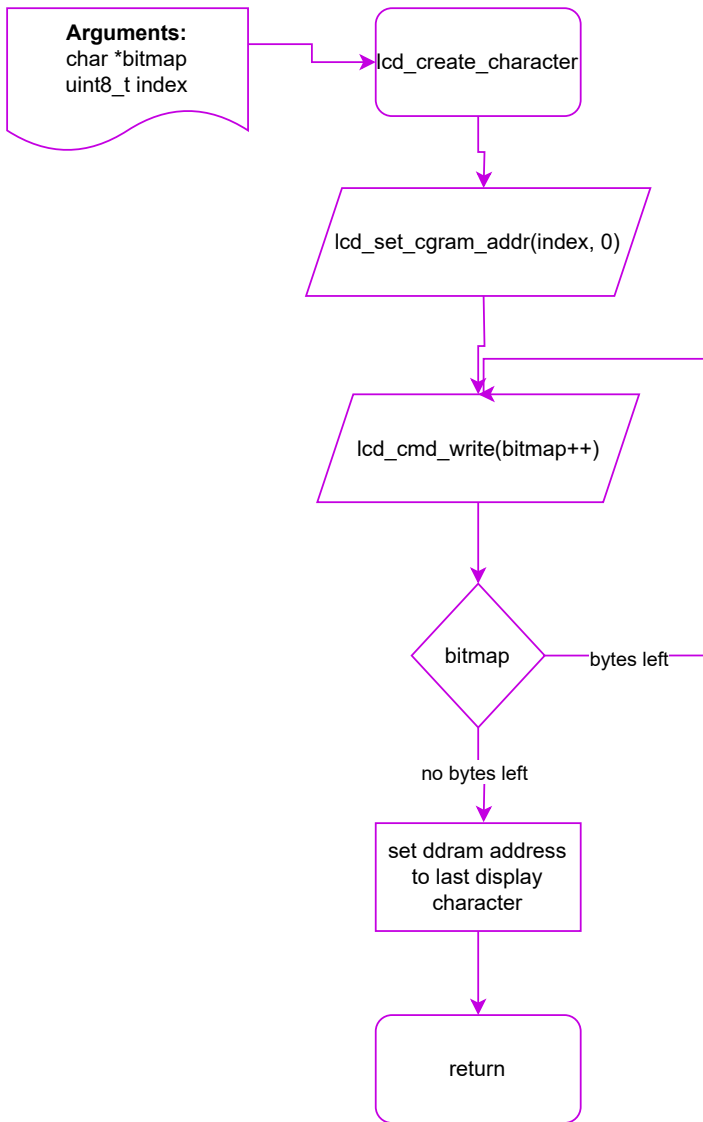 Arguments:
char *bitmap
uint8_t index
lcd_create_character
lcd_set_cgram_addr(index, 0)
lcd_cmd_write(bitmap++)
bitmap
bytes left
no bytes left
set ddram address
to last display
character
return